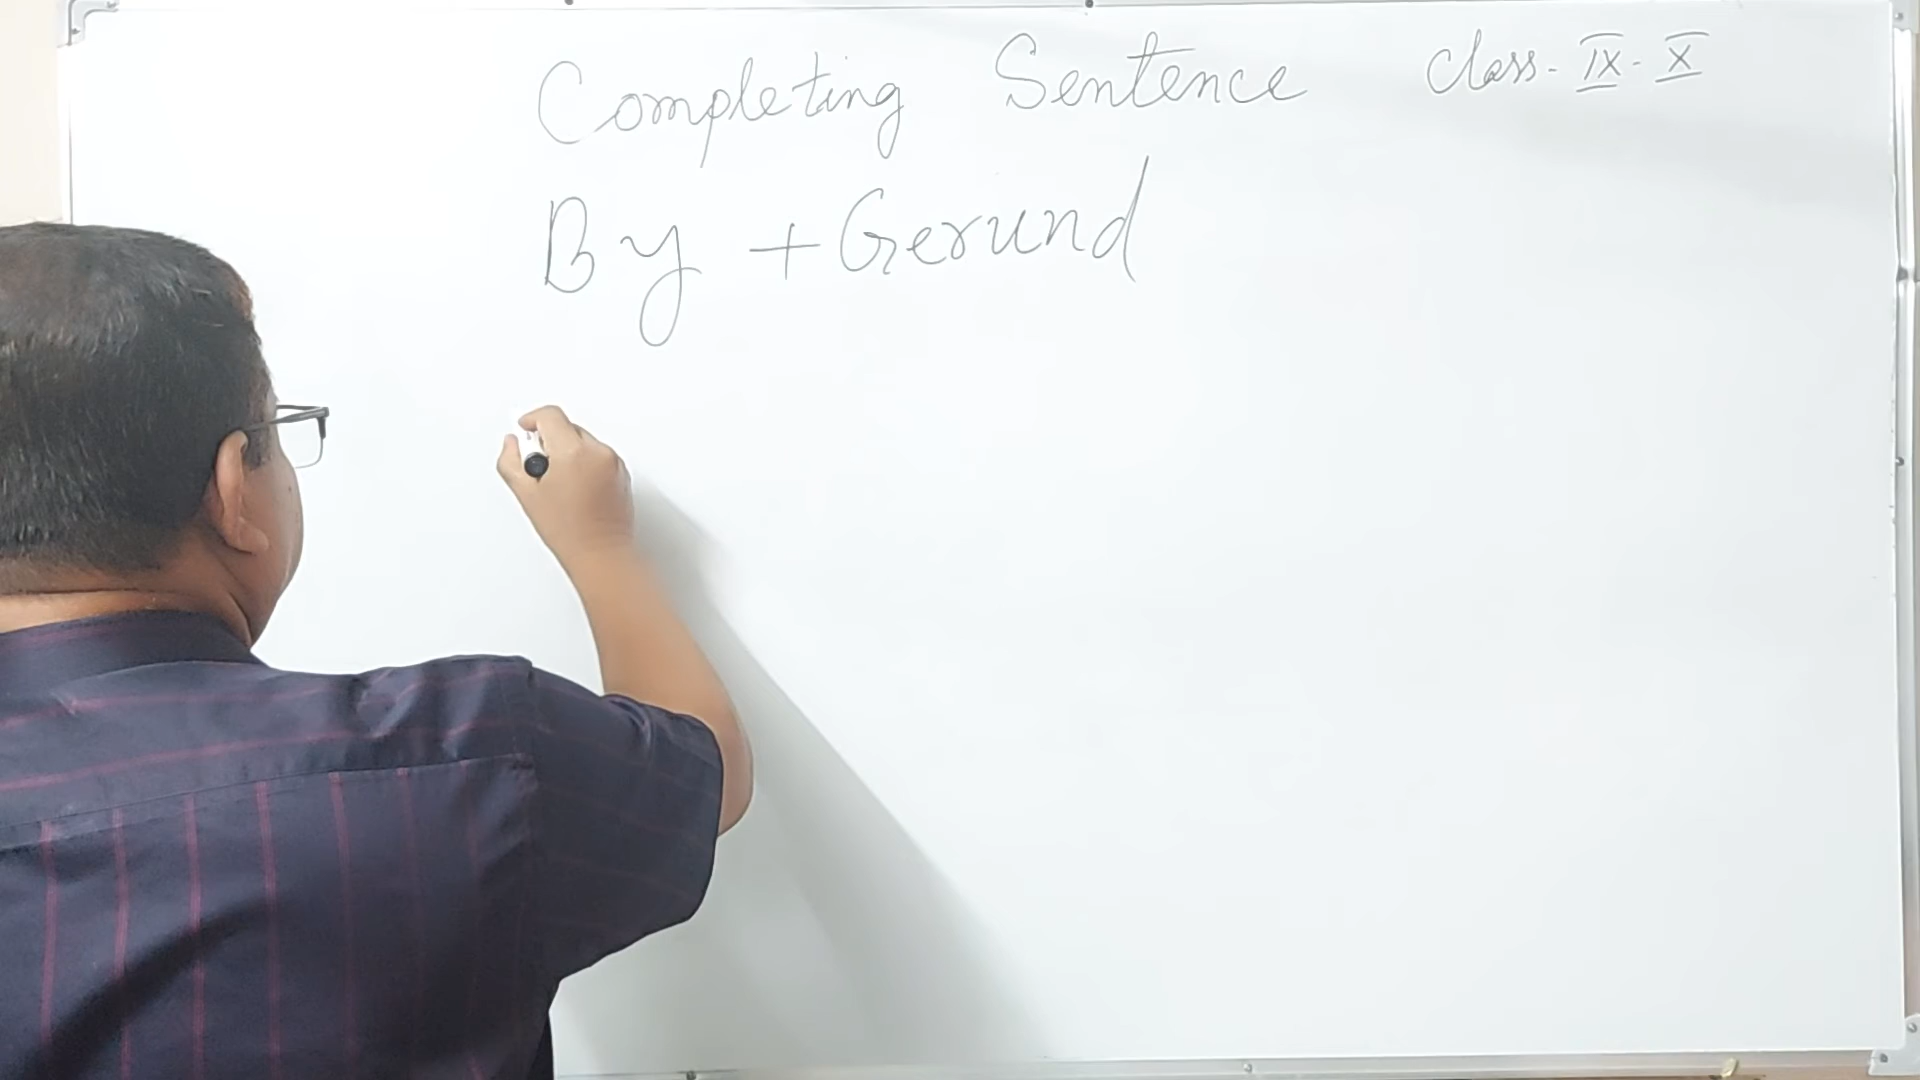 Completing Sentence Class - IX - X
By + Gerund